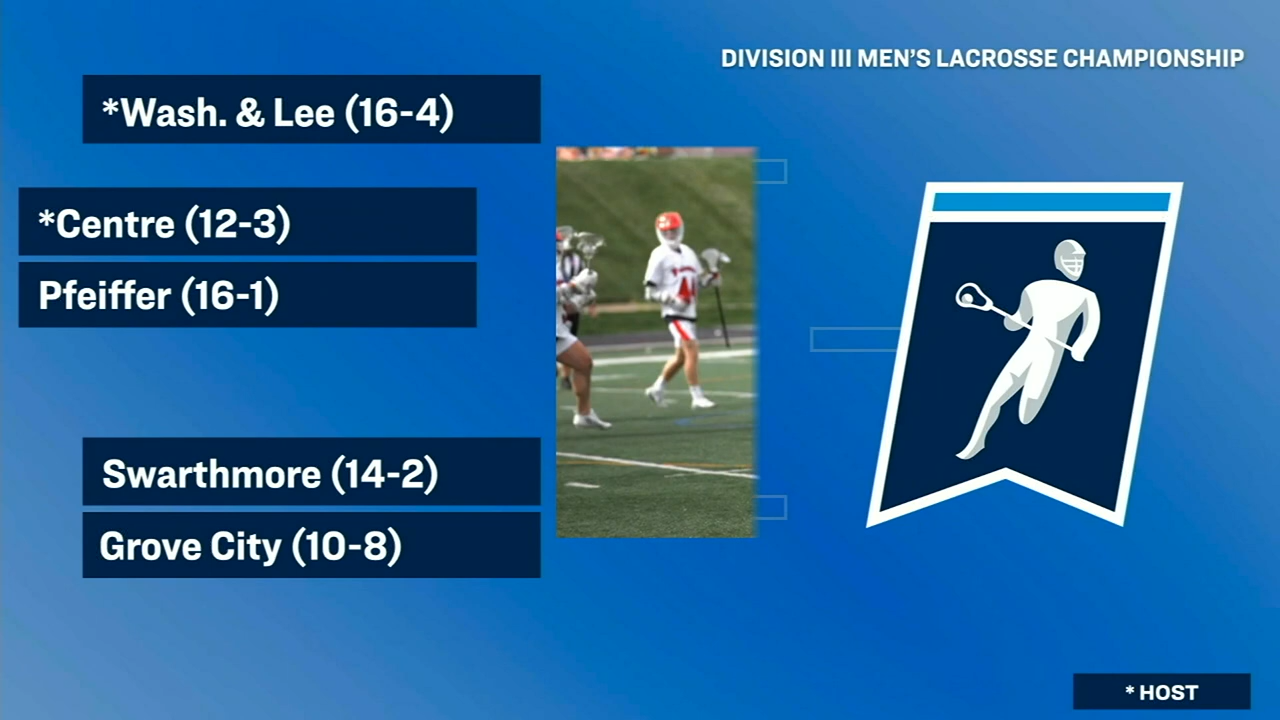 DIVISION III MEN'S LACROSSE CHAMPIONSHIP
*Wash. & Lee (16-4)
*Centre (12-3)
Pfeiffer (16-1)
Swarthmore (14-2)
Grove City (10-8)
* HOST